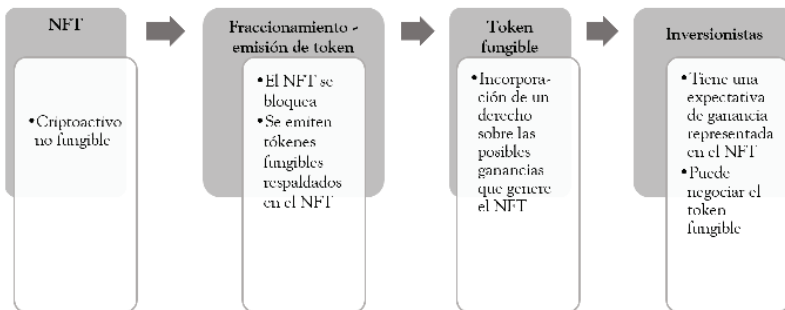 NFT
•Criptoactivo
no fungible
Fraccionamiento -
emisión de token
•El NFT se
bloquea
•Se emiten
tókenes
fungibles
respaldados
en el NFT
Token
fungible
•Incorpora-
ción de un
derecho
sobre las
posibles
ganancias
que genere
el NFT
Inversionistas
•Tiene una
expectativa
de ganancia
representada
en el NFT
•Puede
negociar el
token
fungible